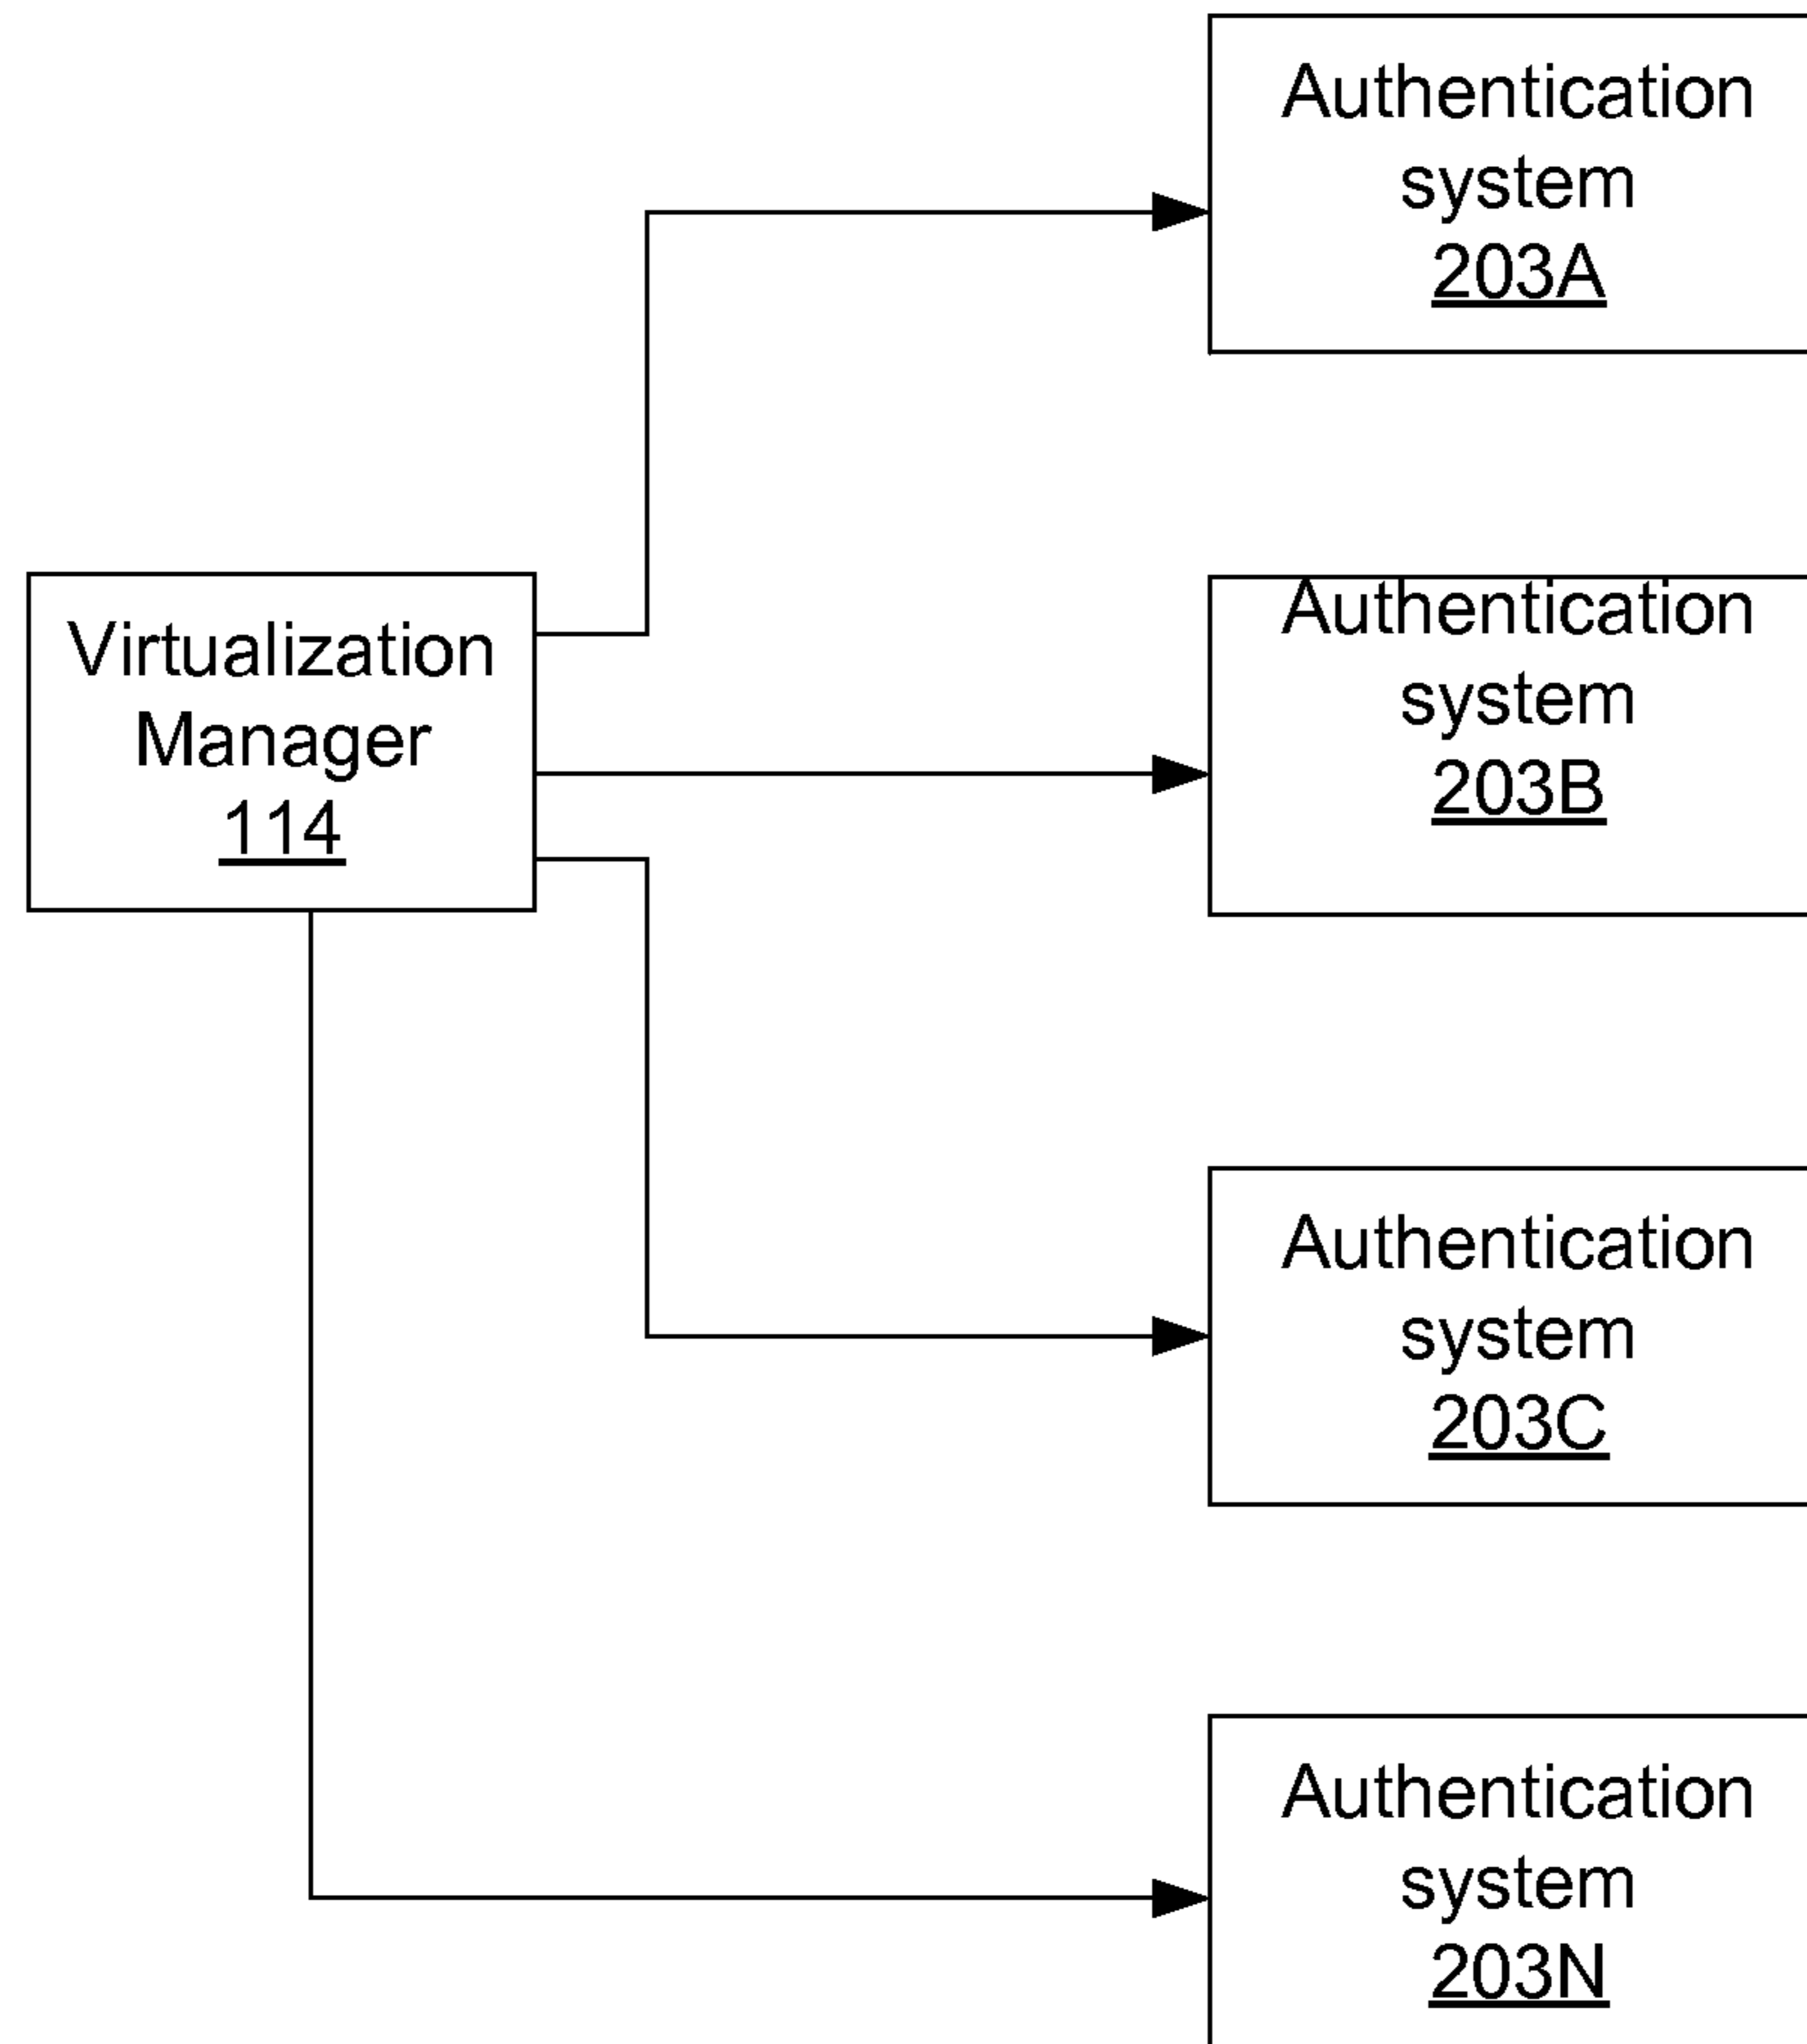 Authentication
system
203A
Virtualization
Manager
114
Authentication
system
203B
Authentication
system
203C
Authentication
system
203N